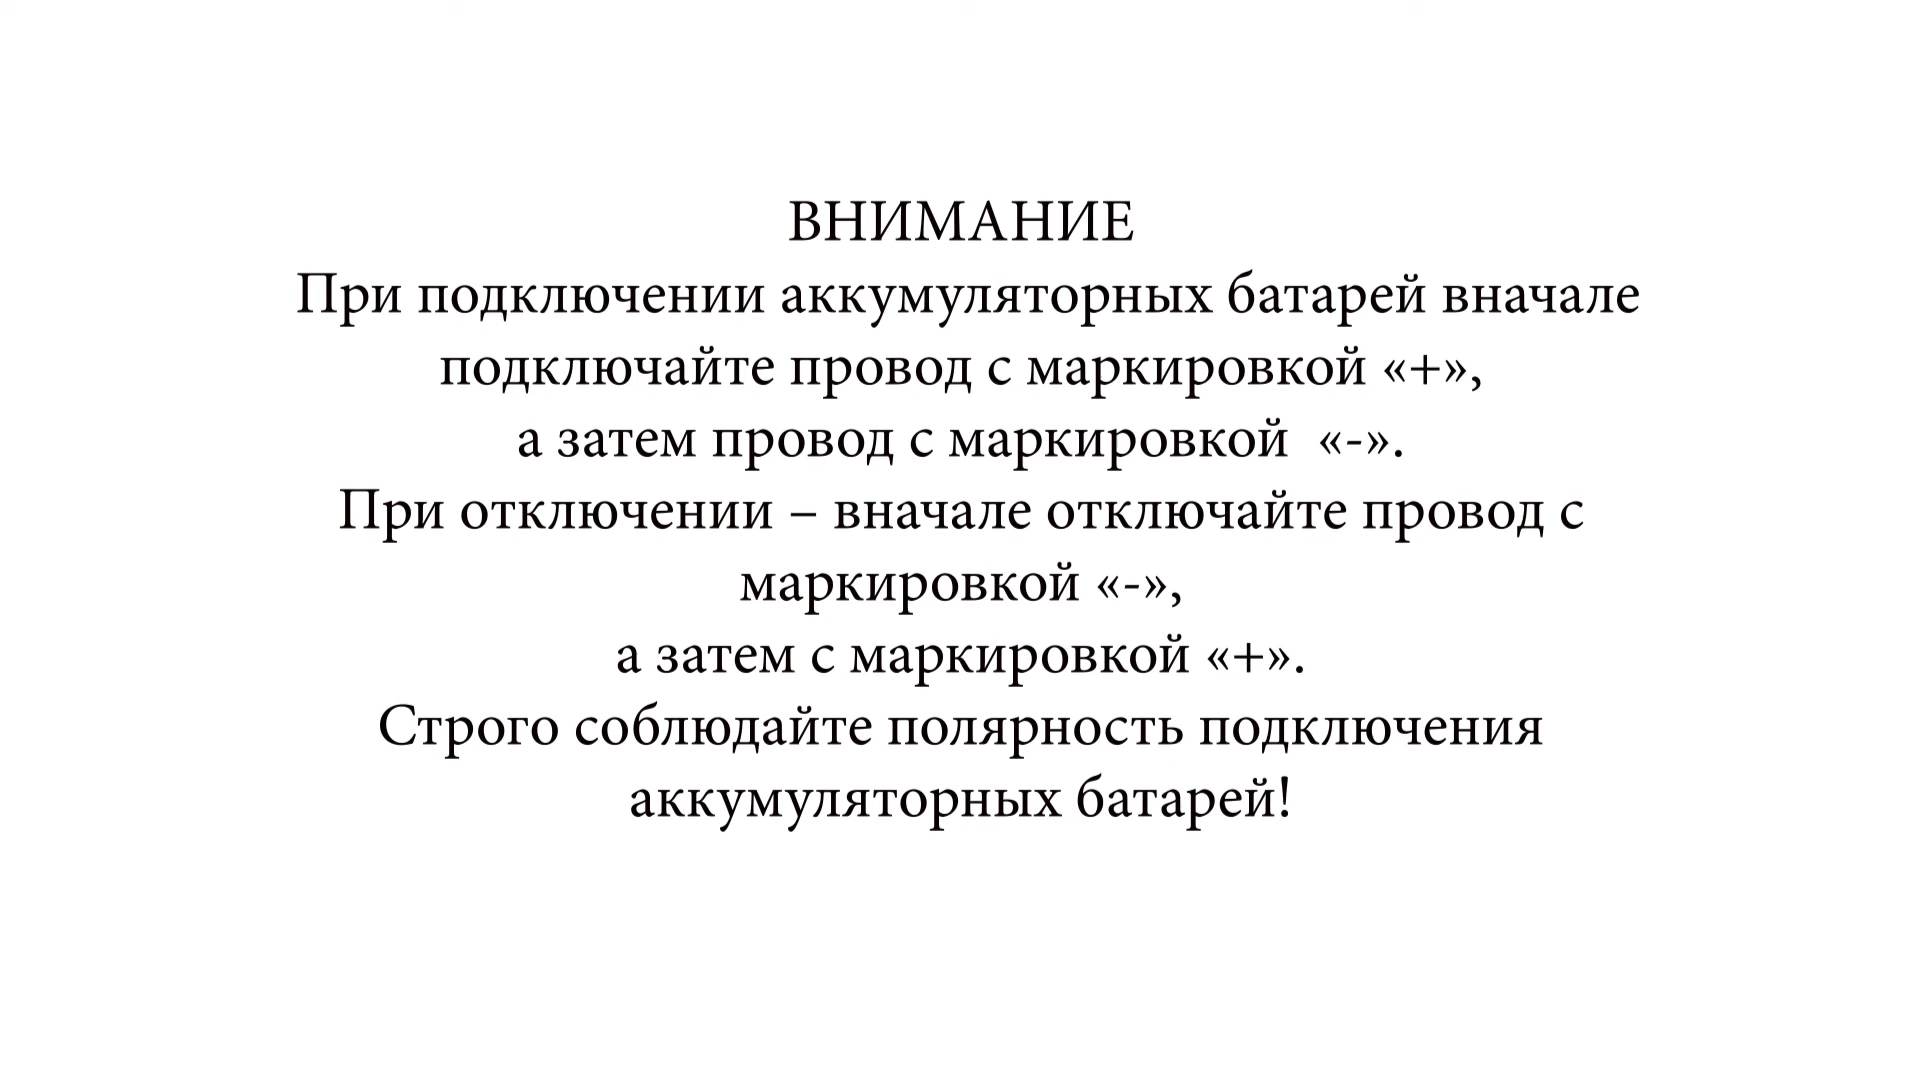 ВНИМАНИЕ
При подключении аккумуляторных батарей вначале
подключайте провод с маркировкой «+»,
а затем провод с маркировкой  «-».
При отключении – вначале отключайте провод с
маркировкой «-»,
а затем с маркировкой «+».
Строго соблюдайте полярность подключения
аккумуляторных батарей!